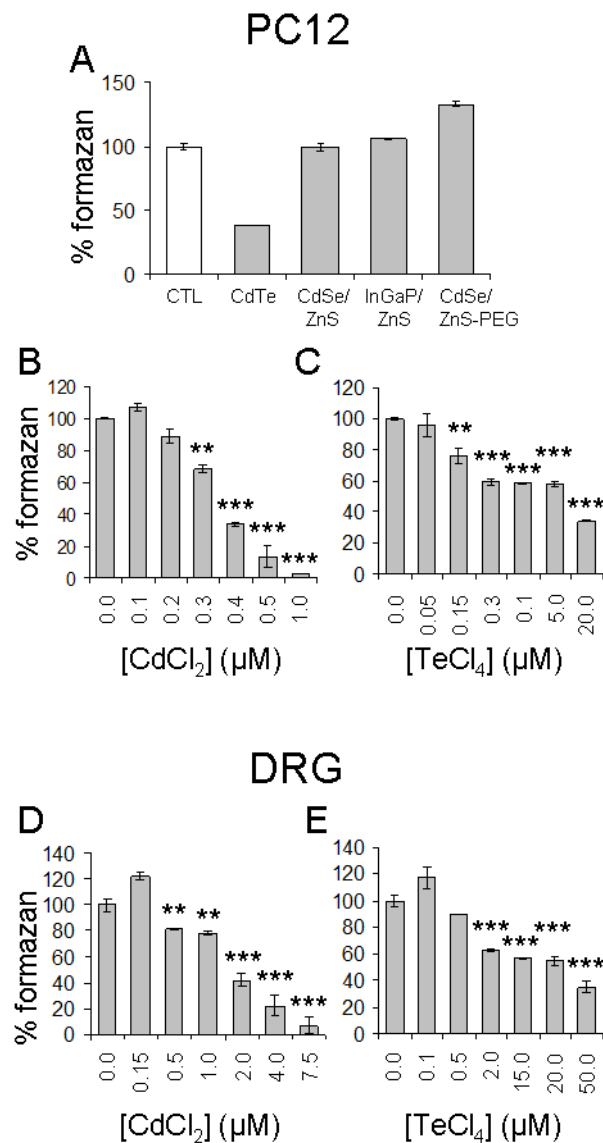 PC12
A
% formazan
150
100
50
0
CTL CdTe CdSe/ InGaP/ CdSe/
ZnS ZnS ZnS-PEG
B
% formazan
120
100
80
60
40
20
0
** *** *** ***
0.0 0.1 0.2 0.3 0.4 0.5 1.0
[CdCl₂] (µM)
C
120
100
80
60
40
20
0
** *** *** *** ***
0.0 0.05 0.15 0.3 0.1 5.0 20.0
[TeCl₄] (µM)
DRG
D
% formazan
140
120
100
80
60
40
20
0
** ** *** *** ***
0.0 0.15 0.5 1.0 2.0 4.0 7.5
[CdCl₂] (µM)
E
140
120
100
80
60
40
20
0
*** *** *** ***
0.0 0.1 0.5 2.0 15.0 20.0 50.0
[TeCl₄] (µM)